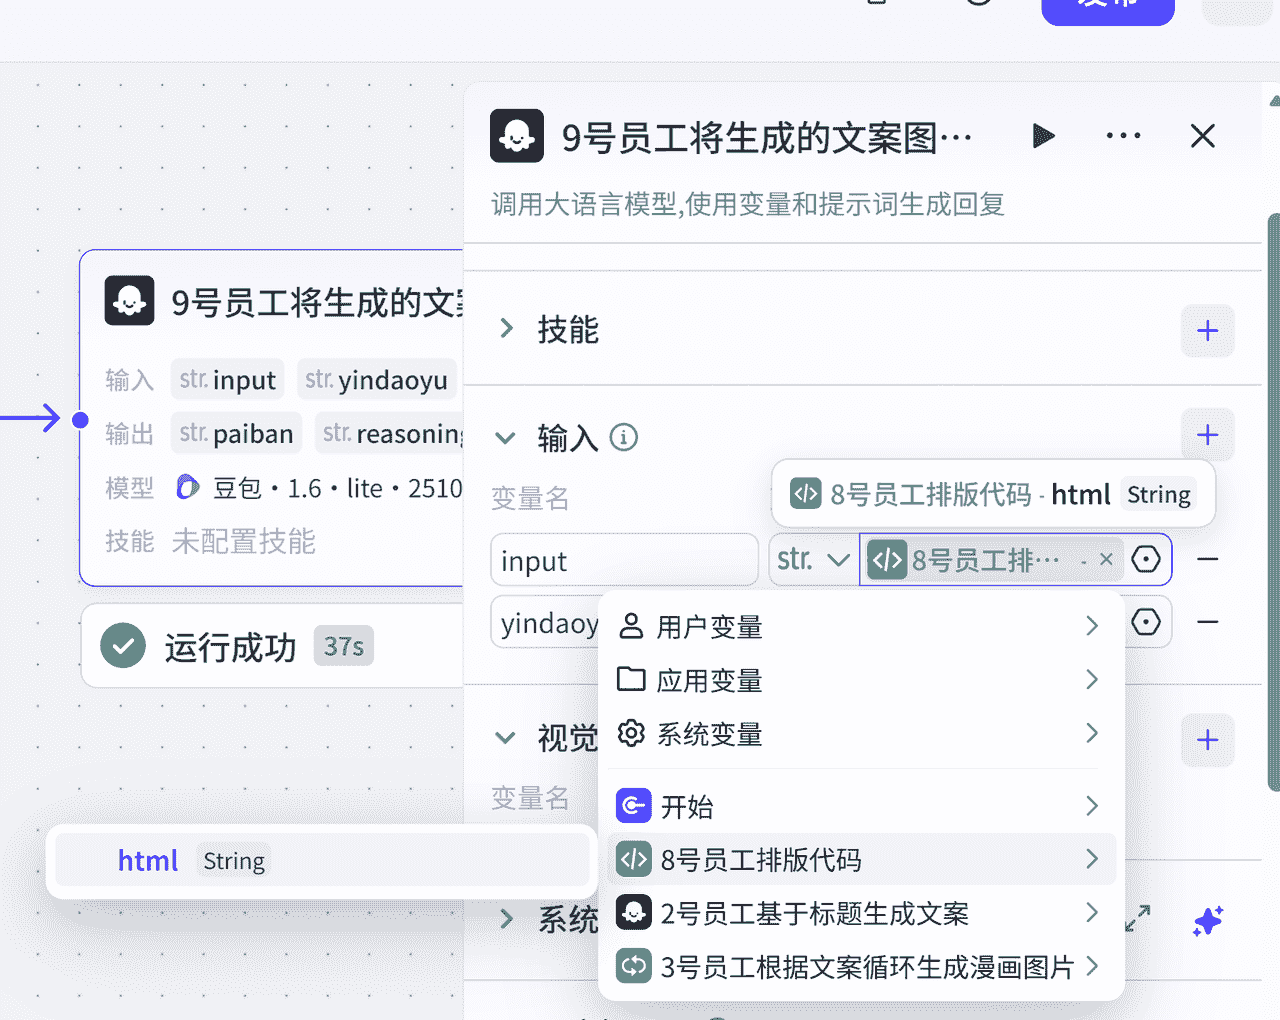 发布
9号员工将生成的文案图…
调用大语言模型,使用变量和提示词生成回复
9号员工将生成的文案
输入 str. input str. yindaoyu
输出 str. paiban str. reasoning
模型 豆包・1.6・lite・2510
技能 未配置技能
运行成功 37s
技能
输入
变量名
8号员工排版代码 - html String
input str. 8号员工排… - ×
yindaoy
用户变量
应用变量
系统变量
开始
8号员工排版代码
2号员工基于标题生成文案
3号员工根据文案循环生成漫画图片
视觉
变量名
html String
系统